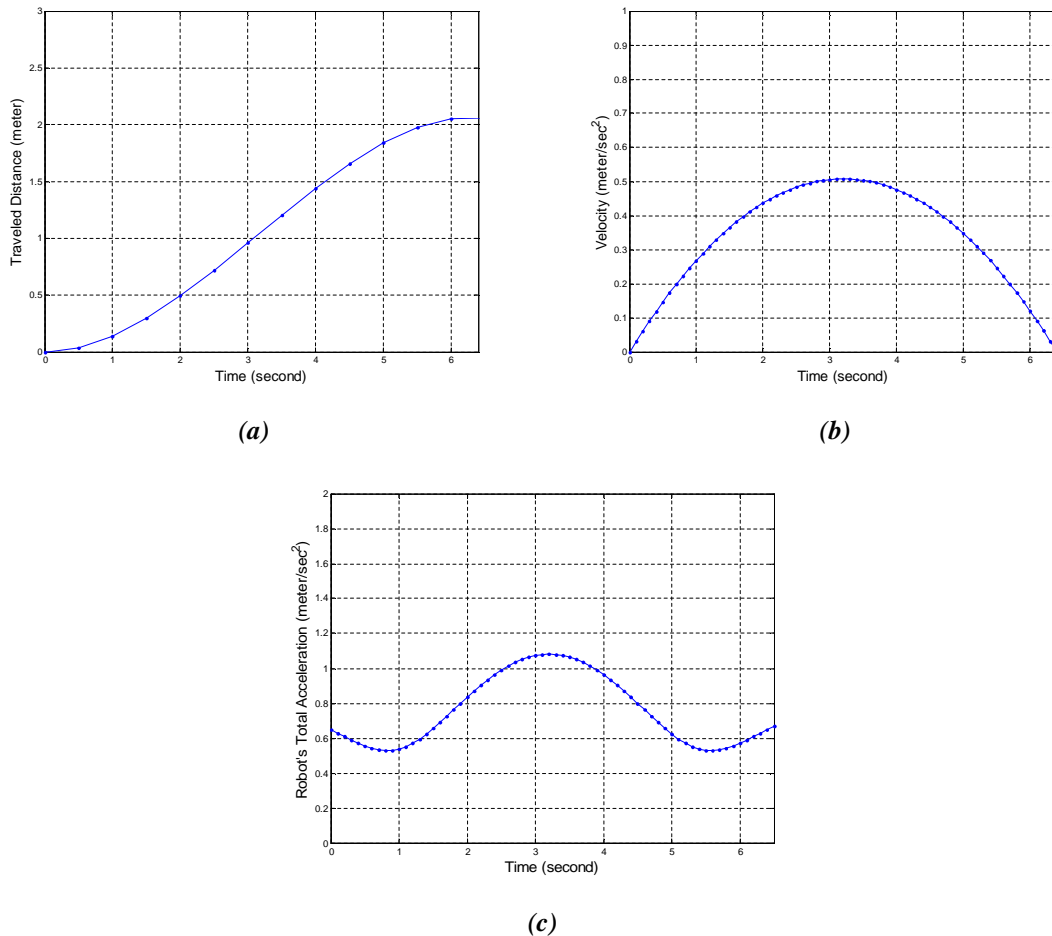 3
2.5
2
1.5
1
0.5
0
0 1 2 3 4 5 6
Traveled Distance (meter)
Time (second)
(a)
1
0.9
0.8
0.7
0.6
0.5
0.4
0.3
0.2
0.1
0
0 1 2 3 4 5 6
Velocity (meter/sec²)
Time (second)
(b)
2
1.8
1.6
1.4
1.2
1
0.8
0.6
0.4
0.2
0
0 1 2 3 4 5 6
Robot's Total Acceleration (meter/sec²)
Time (second)
(c)